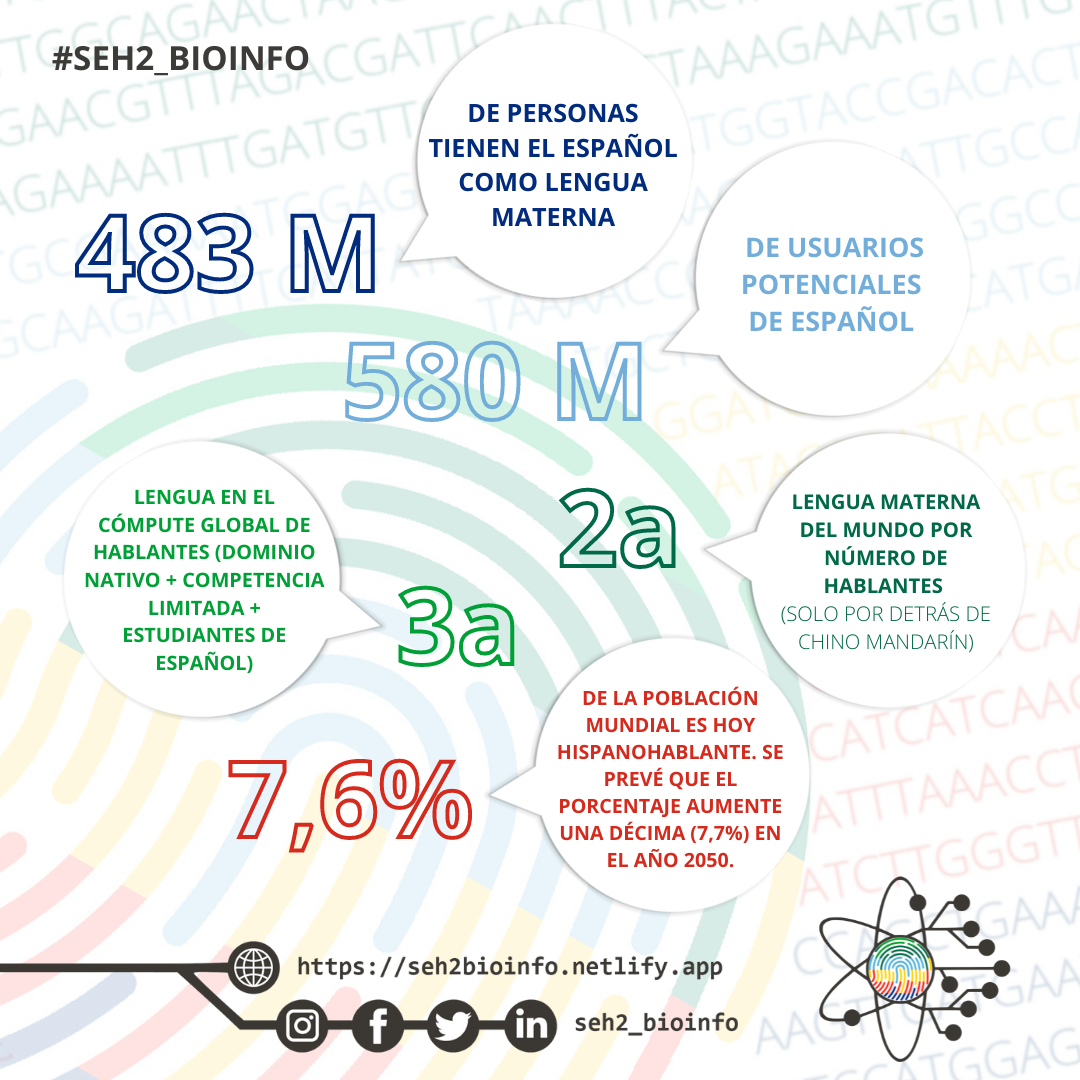 #SEH2_BIOINFO
483 M
DE PERSONAS
TIENEN EL ESPAÑOL
COMO LENGUA
MATERNA
580 M
DE USUARIOS
POTENCIALES
DE ESPAÑOL
2a
LENGUA MATERNA
DEL MUNDO POR
NÚMERO DE
HABLANTES
(SOLO POR DETRÁS DE
CHINO MANDARÍN)
3a
LENGUA EN EL
CÓMPUTE GLOBAL DE
HABLANTES (DOMINIO
NATIVO + COMPETENCIA
LIMITADA +
ESTUDIANTES DE
ESPAÑOL)
7,6%
DE LA POBLACIÓN
MUNDIAL ES HOY
HISPANOHABLANTE. SE
PREVÉ QUE EL
PORCENTAJE AUMENTE
UNA DÉCIMA (7,7%) EN
EL AÑO 2050.
https://seh2bioinfo.netlify.app
seh2_bioinfo